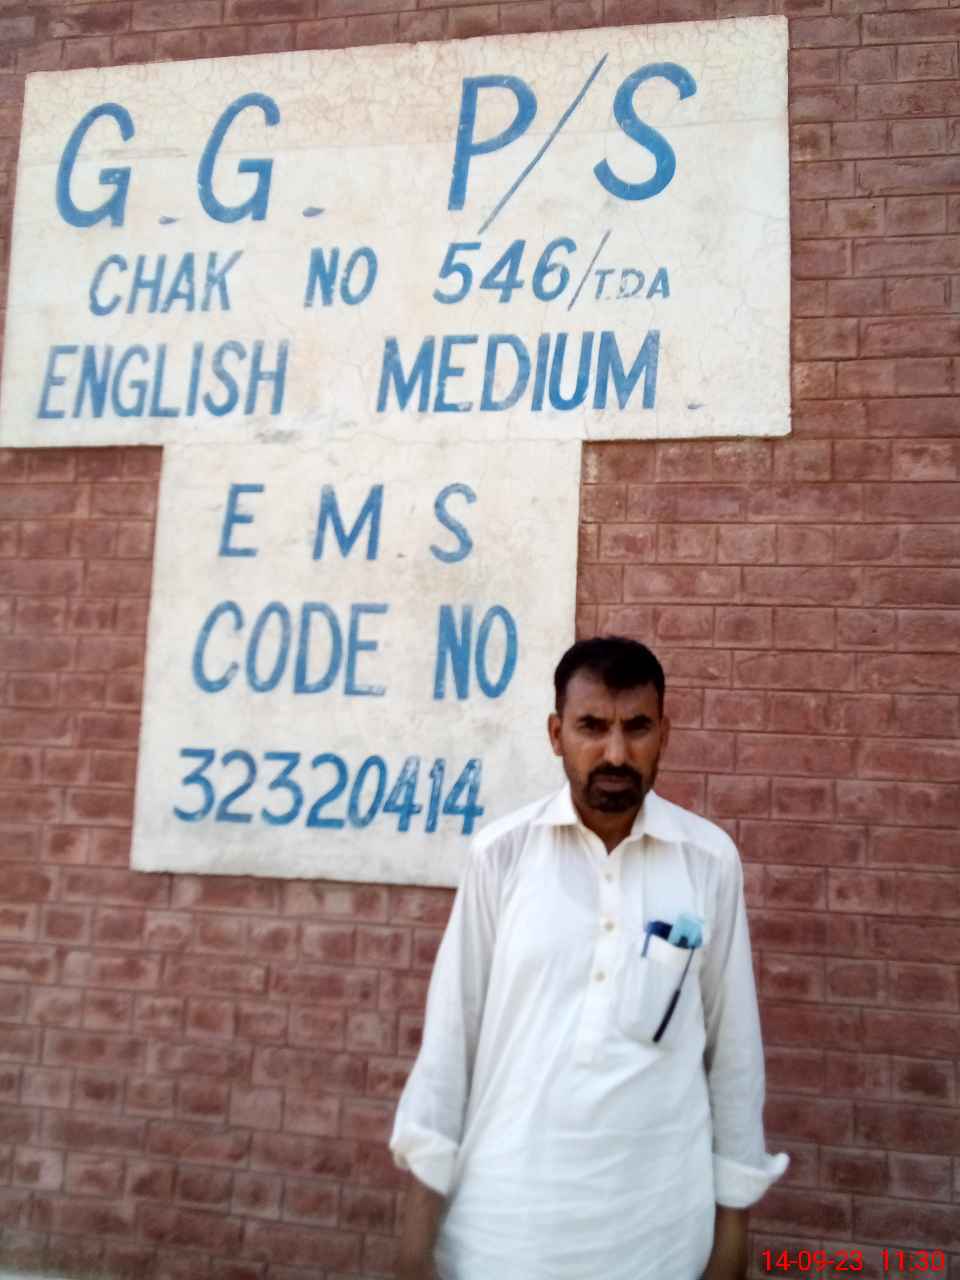 G.G. P/S
CHAK NO 546/T.D.A
ENGLISH MEDIUM.
E M.S
CODE NO
32320414
14-09-23 11:30